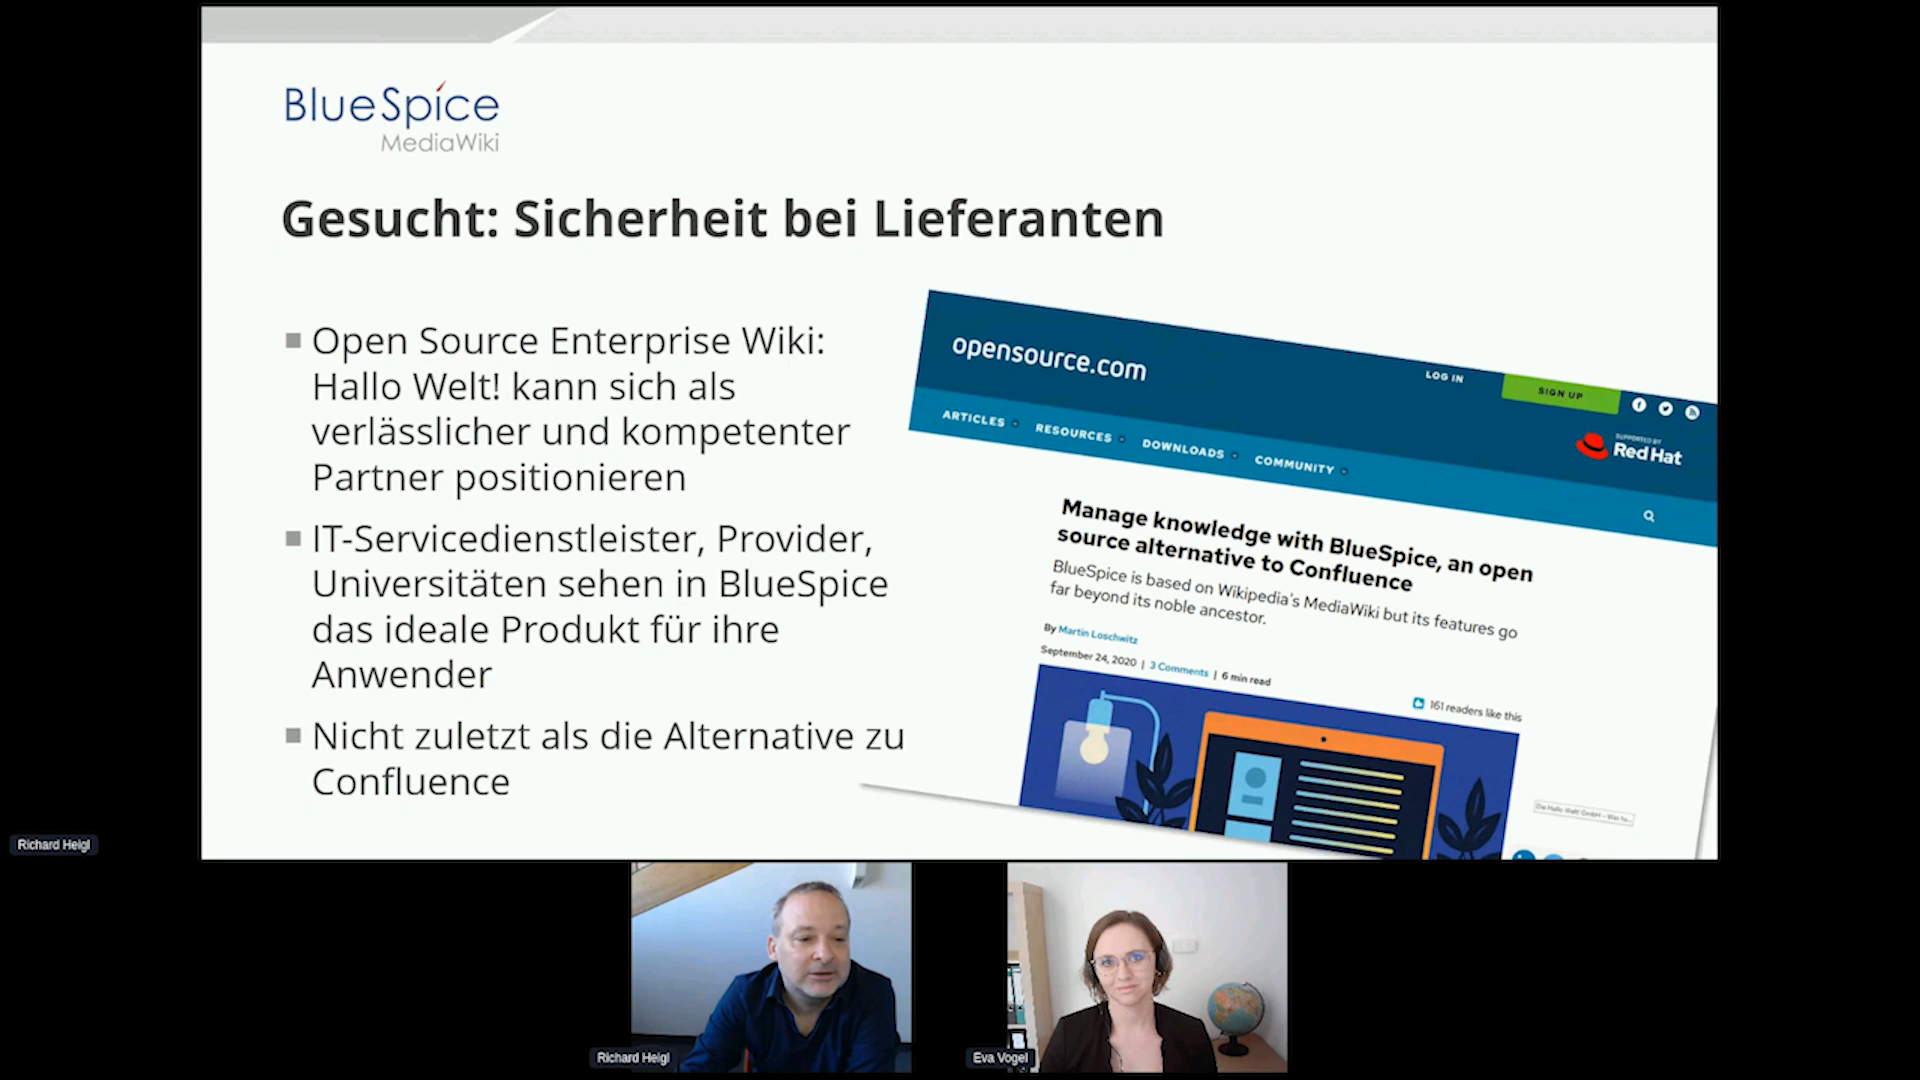 BlueSpice
MediaWiki
Gesucht: Sicherheit bei Lieferanten
Open Source Enterprise Wiki:
Hallo Welt! kann sich als
verlässlicher und kompetenter
Partner positionieren
IT-Servicedienstleister, Provider,
Universitäten sehen in BlueSpice
das ideale Produkt für ihre
Anwender
Nicht zuletzt als die Alternative zu
Confluence
opensource.com
LOG IN
SIGN UP
SUPPORTED BY
Red Hat
ARTICLES RESOURCES DOWNLOADS COMMUNITY
Manage knowledge with BlueSpice, an open
source alternative to Confluence
BlueSpice is based on Wikipedia's MediaWiki but its features go
far beyond its noble ancestor.
By Martin Loschwitz
September 24, 2020 | 3 Comments | 6 min read
161 readers like this
Richard Heigl
Richard Heigl
Eva Vogel